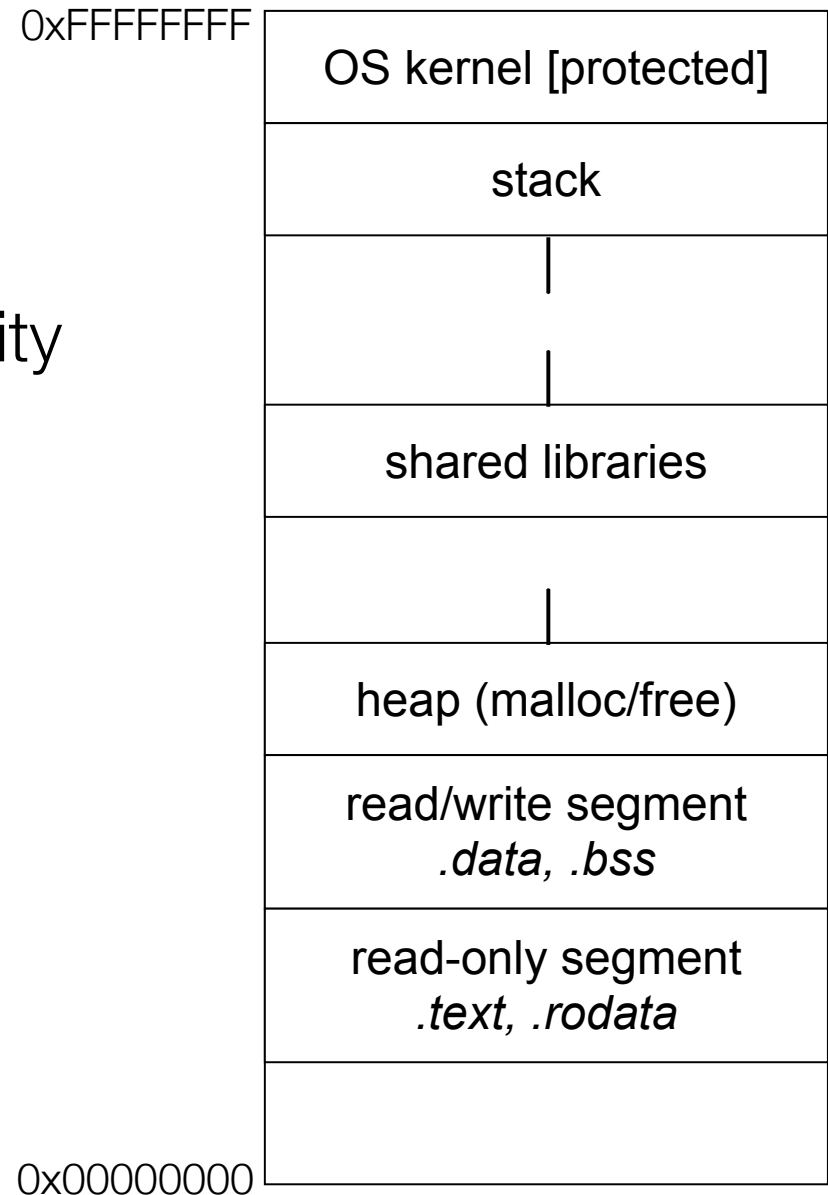 0xFFFFFFFF
OS kernel [protected]
stack
ity
shared libraries
heap (malloc/free)
read/write segment
.data, .bss
read-only segment
.text, .rodata
0x00000000